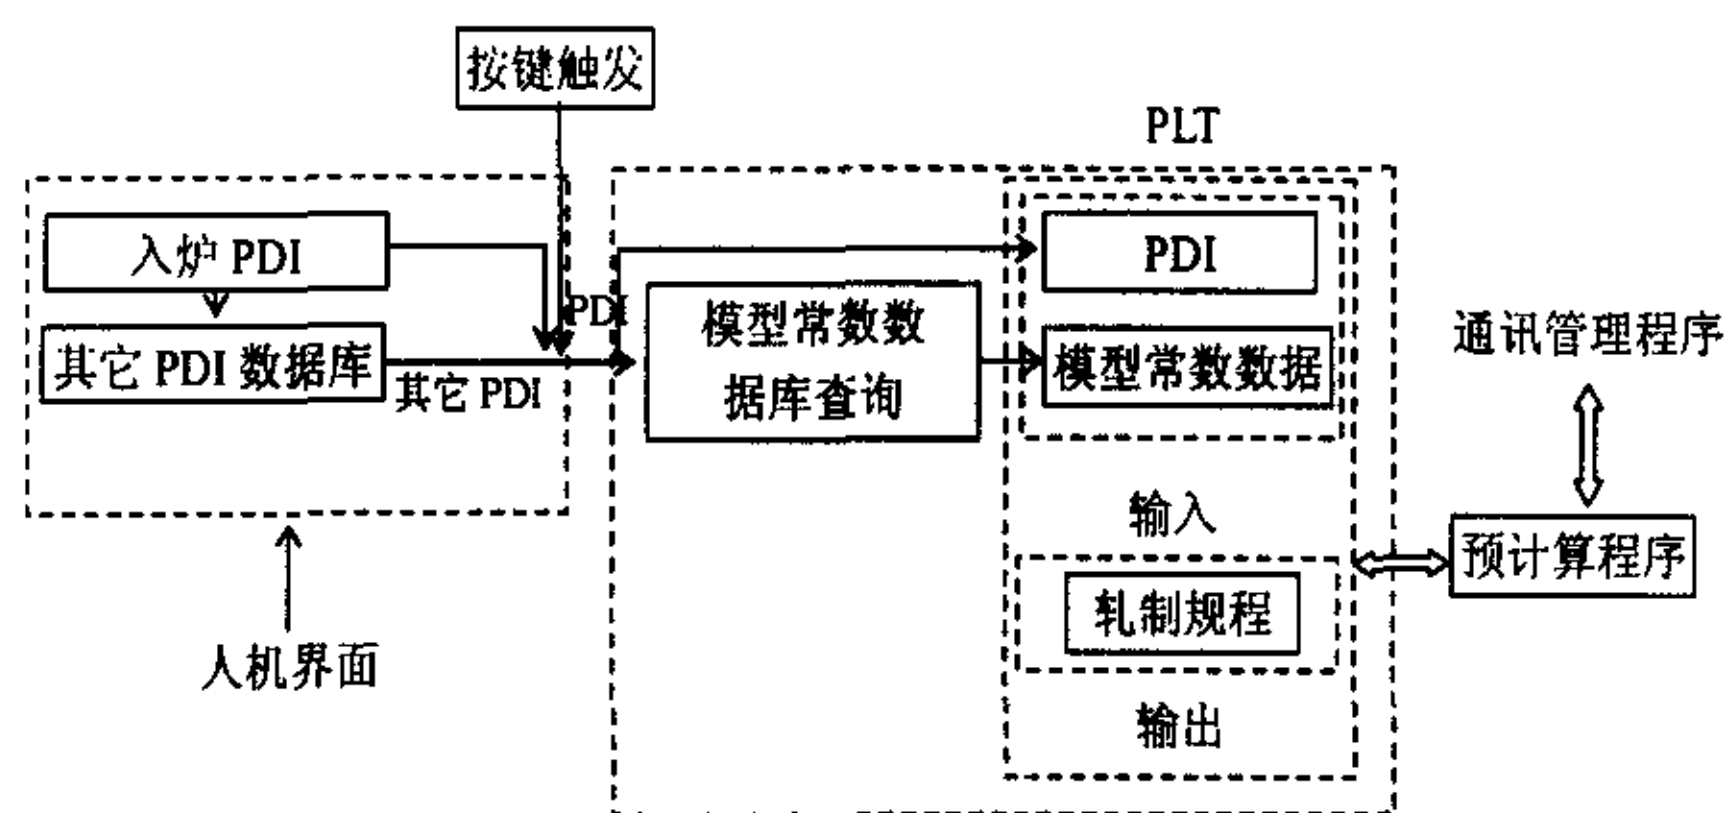 按键触发
PLT
入炉 PDI
PDI
PDI
模型常数数
据库查询
其它 PDI 数据库
其它 PDI
模型常数数据
通讯管理程序
输入
预计算程序
轧制规程
人机界面
输出